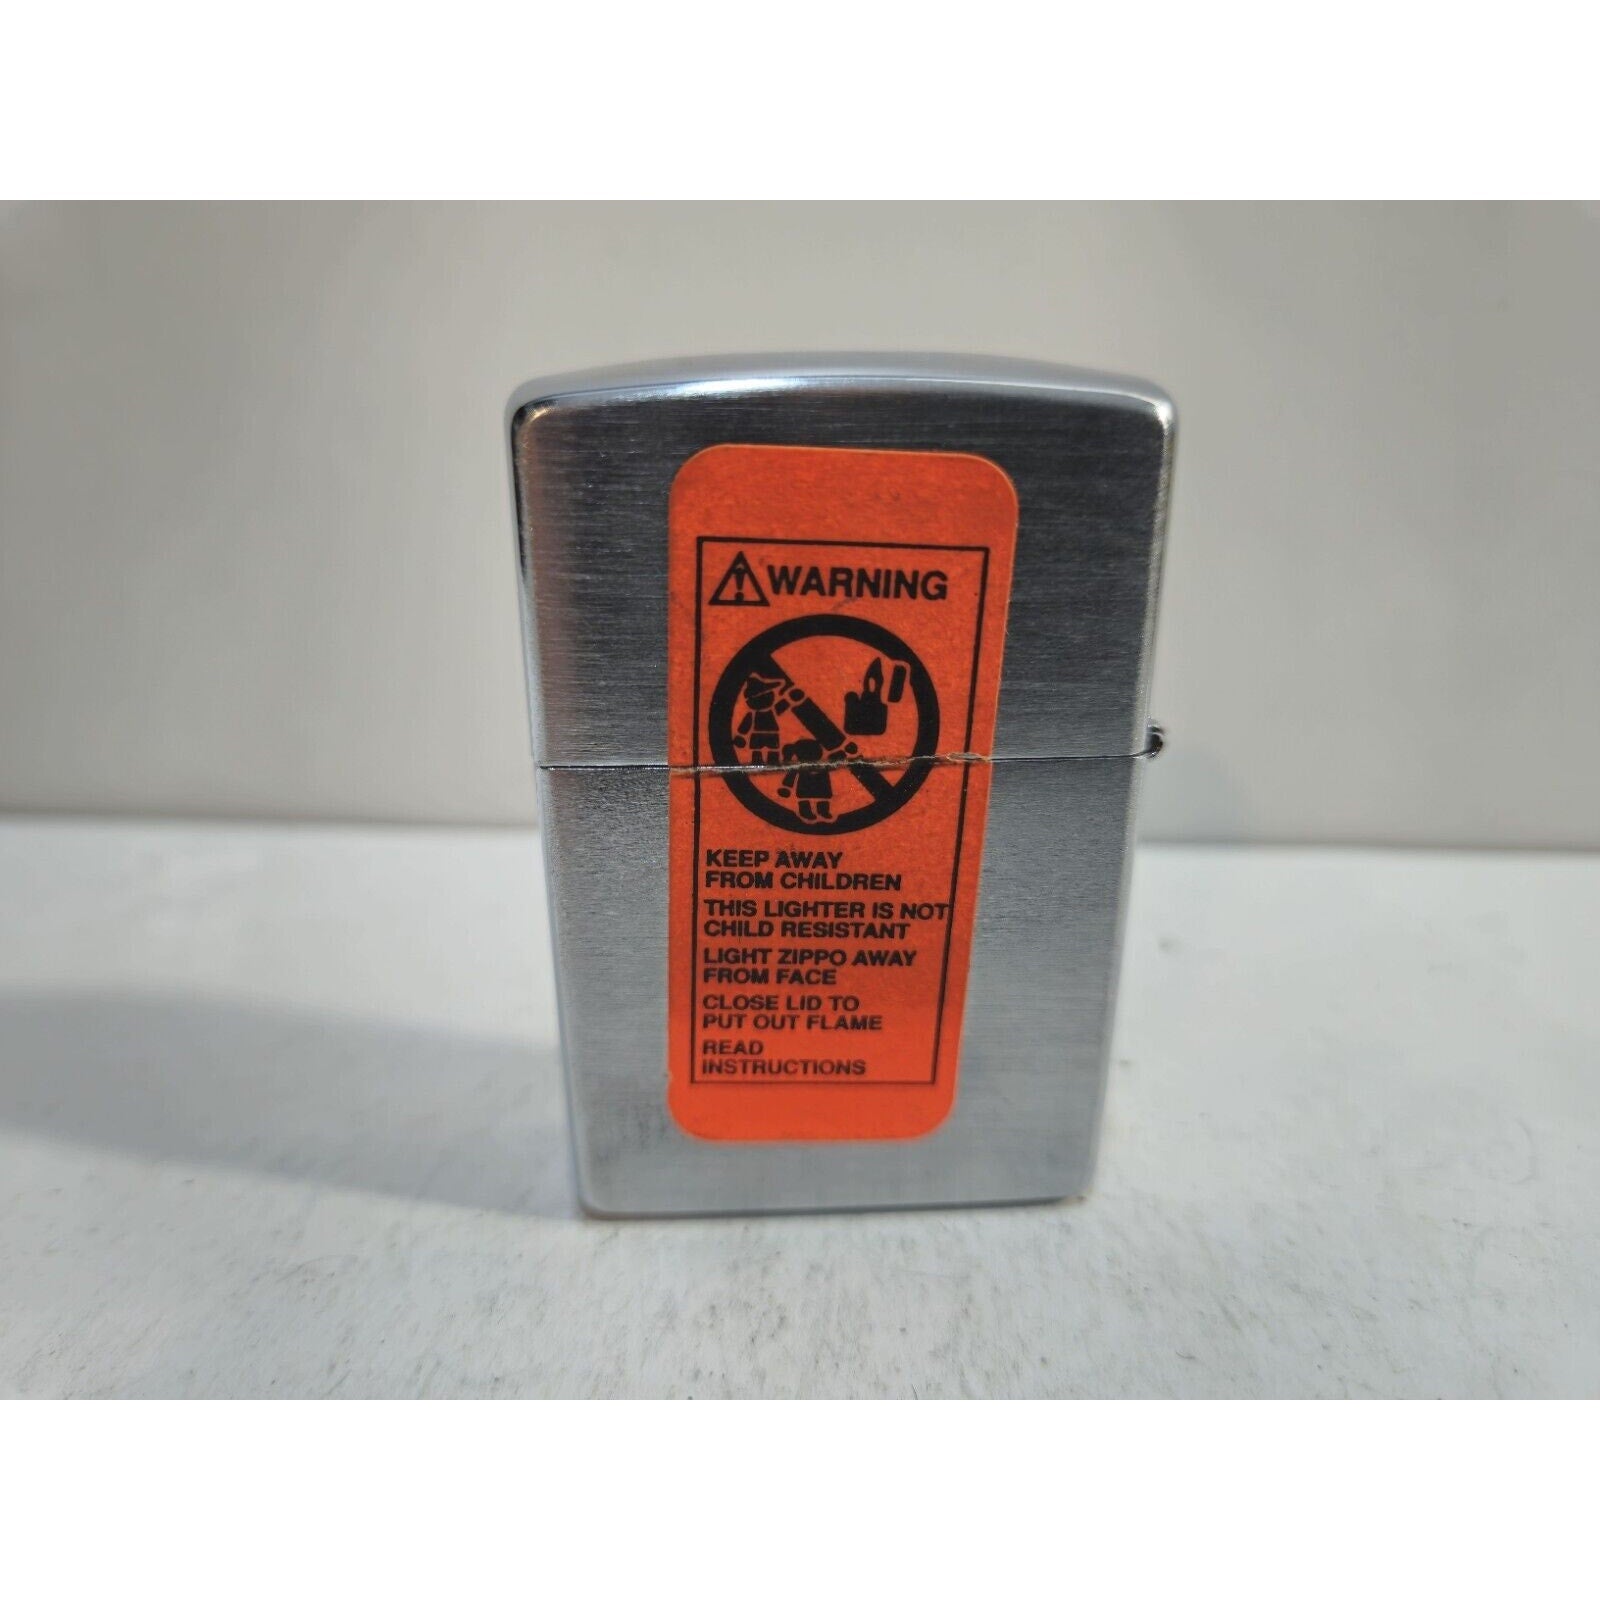 WARNING
KEEP AWAY
FROM CHILDREN
THIS LIGHTER IS NOT
CHILD RESISTANT
LIGHT ZIPPO AWAY
FROM FACE
CLOSE LID TO
PUT OUT FLAME
READ
INSTRUCTIONS